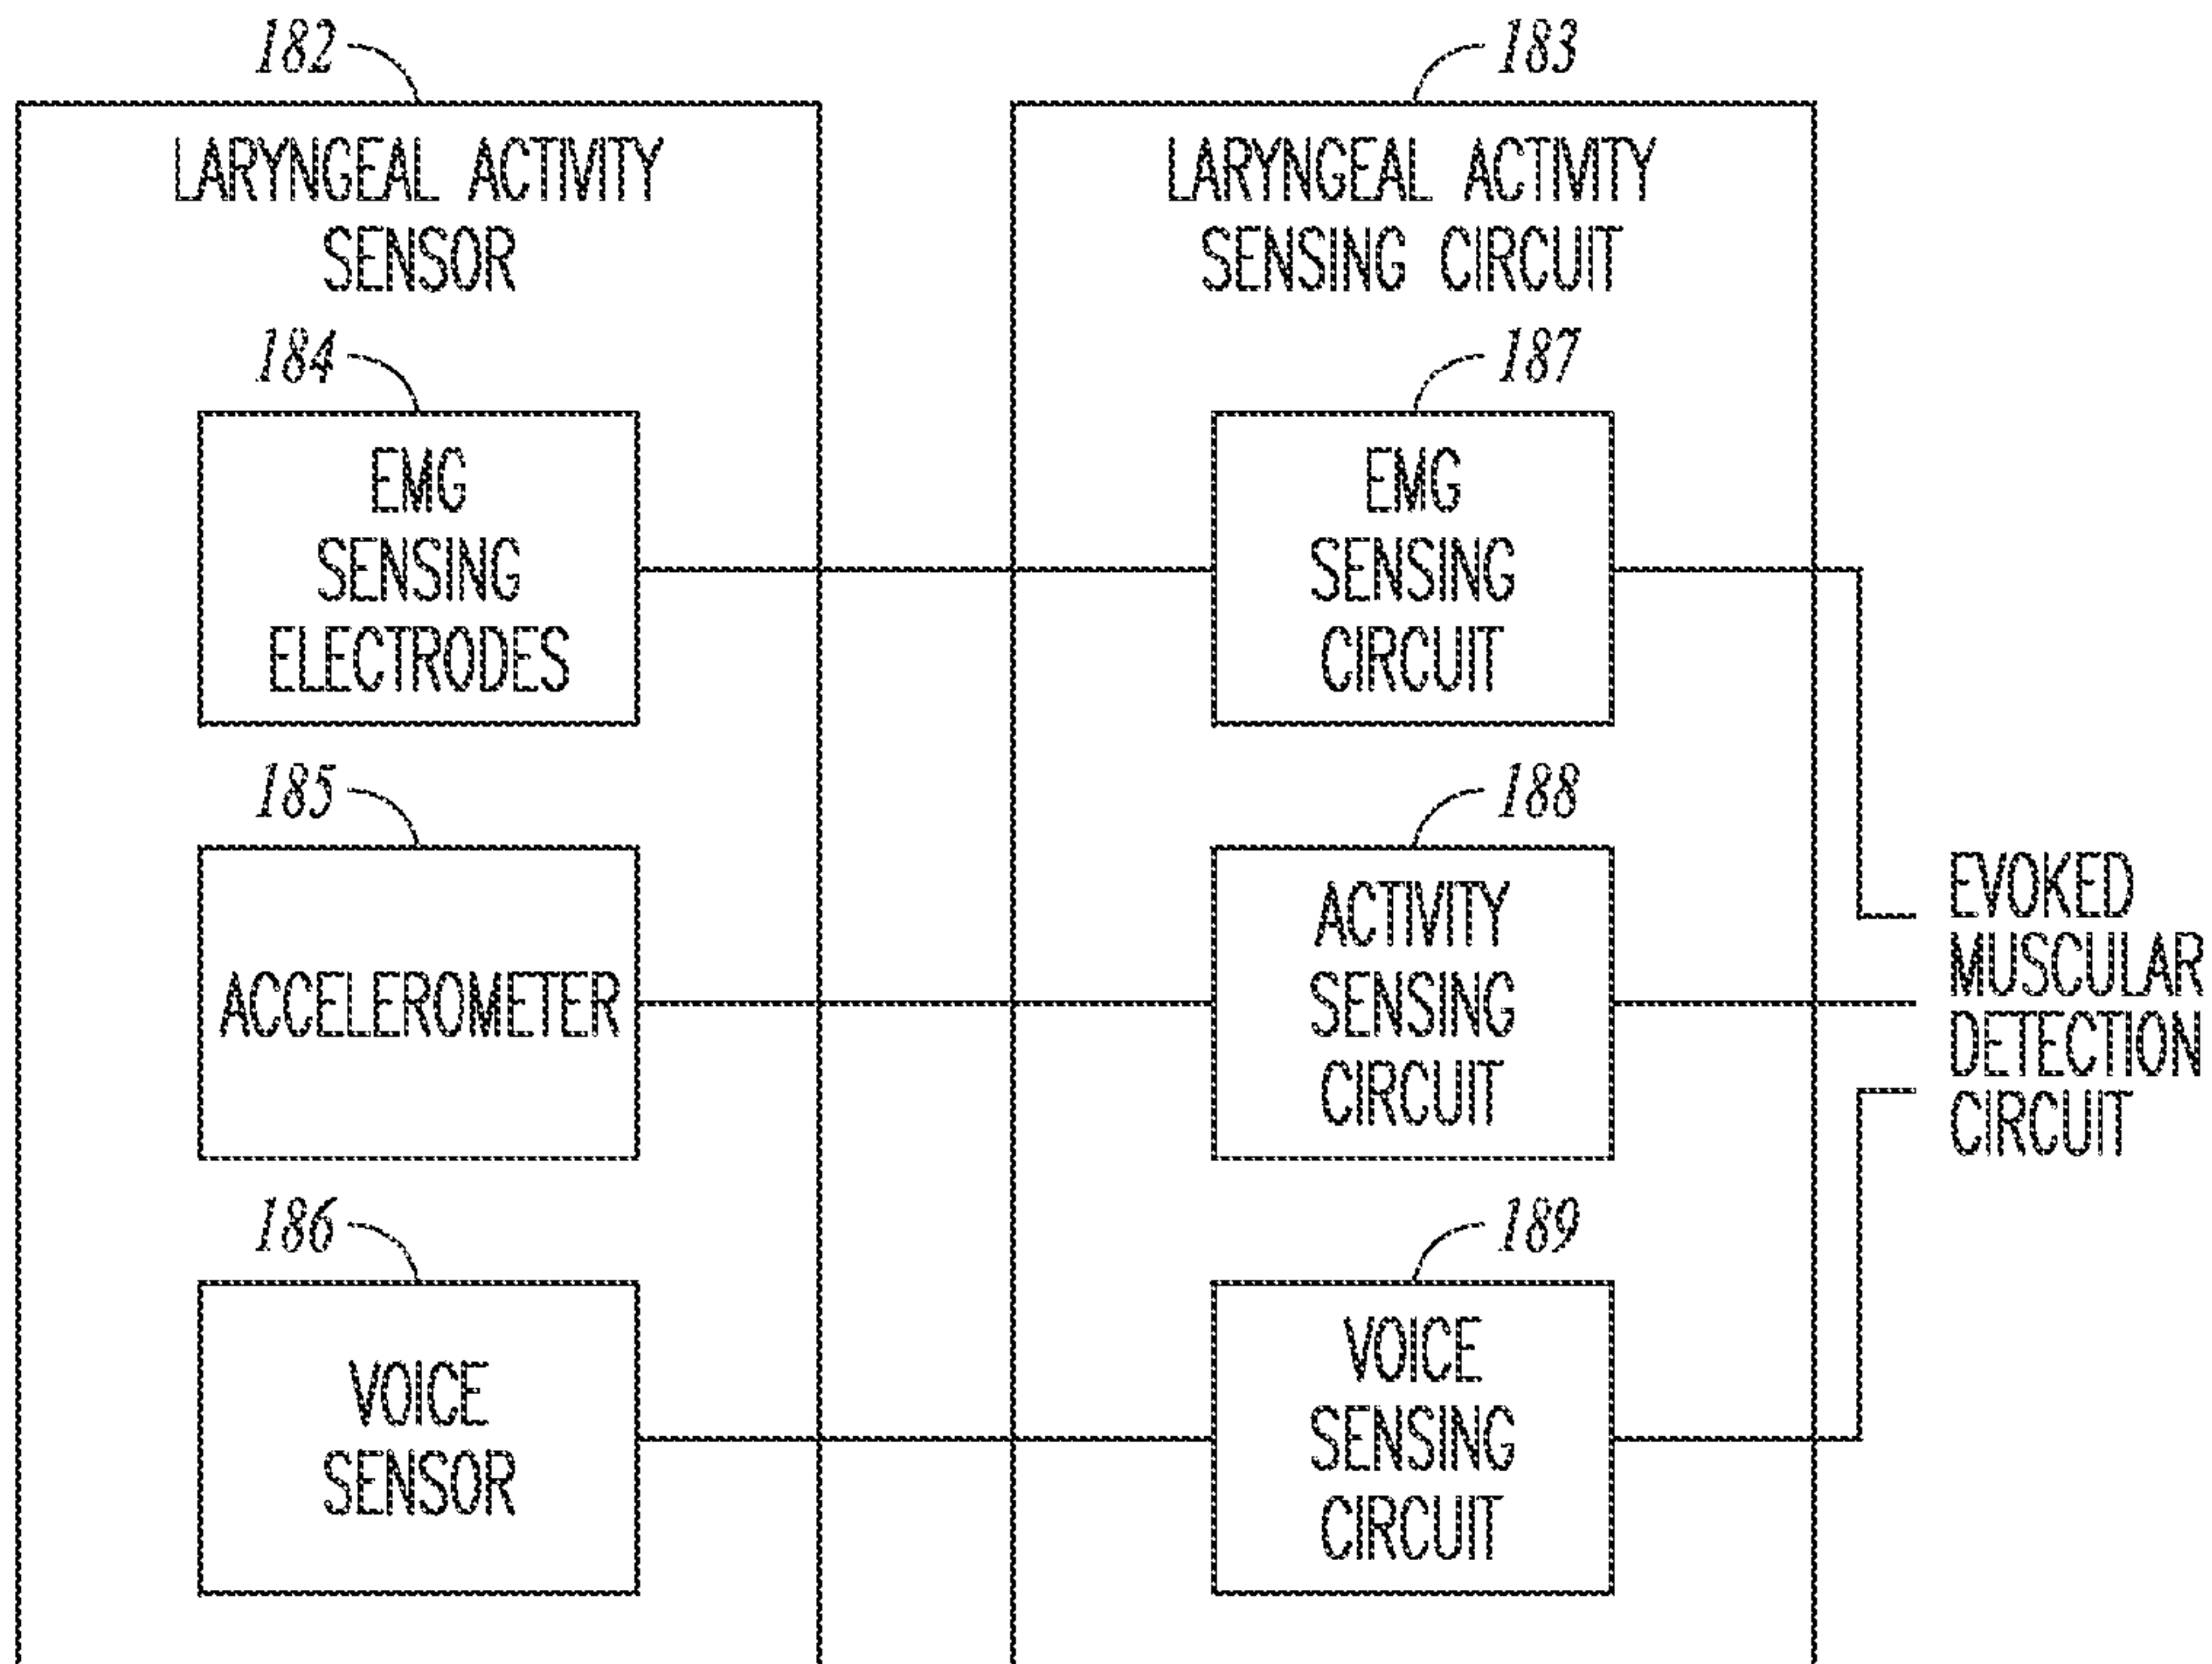 182
LARYNGEAL ACTIVITY
SENSOR
184
EMG
SENSING
ELECTRODES
185
ACCELEROMETER
186
VOICE
SENSOR
183
LARYNGEAL ACTIVITY
SENSING CIRCUIT
187
EMG
SENSING
CIRCUIT
188
ACTIVITY
SENSING
CIRCUIT
189
VOICE
SENSING
CIRCUIT
EVOKED
MUSCULAR
DETECTION
CIRCUIT